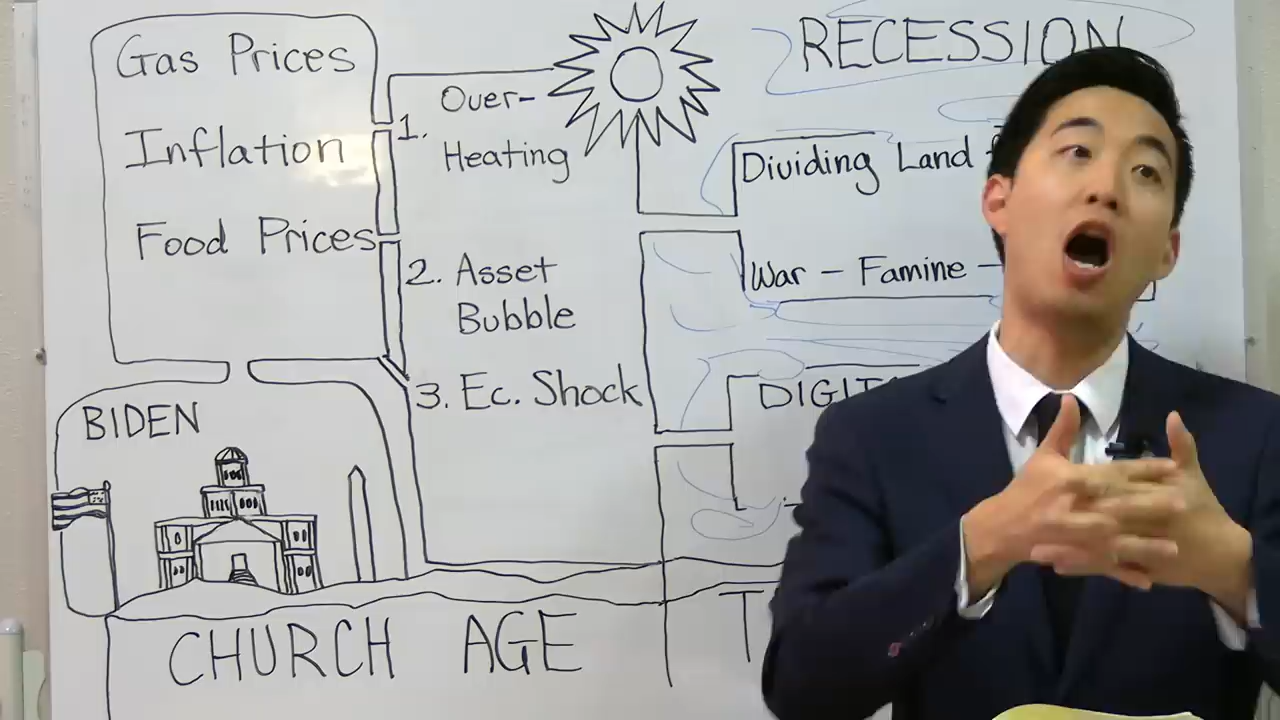 Gas Prices
Inflation
Food Prices
BIDEN
1. Over-
Heating
2. Asset
Bubble
3. Ec. Shock
RECESSION
Dividing Land
War – Famine –
CHURCH AGE